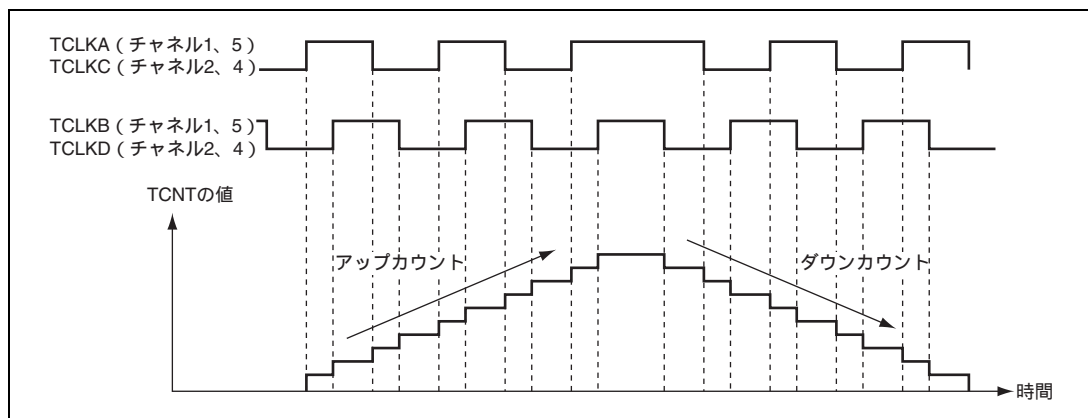 TCLKA（チャネル1、5）
TCLKC（チャネル2、4）
TCLKB（チャネル1、5）
TCLKD（チャネル2、4）
TCNTの値
アップカウント
ダウンカウント
時間